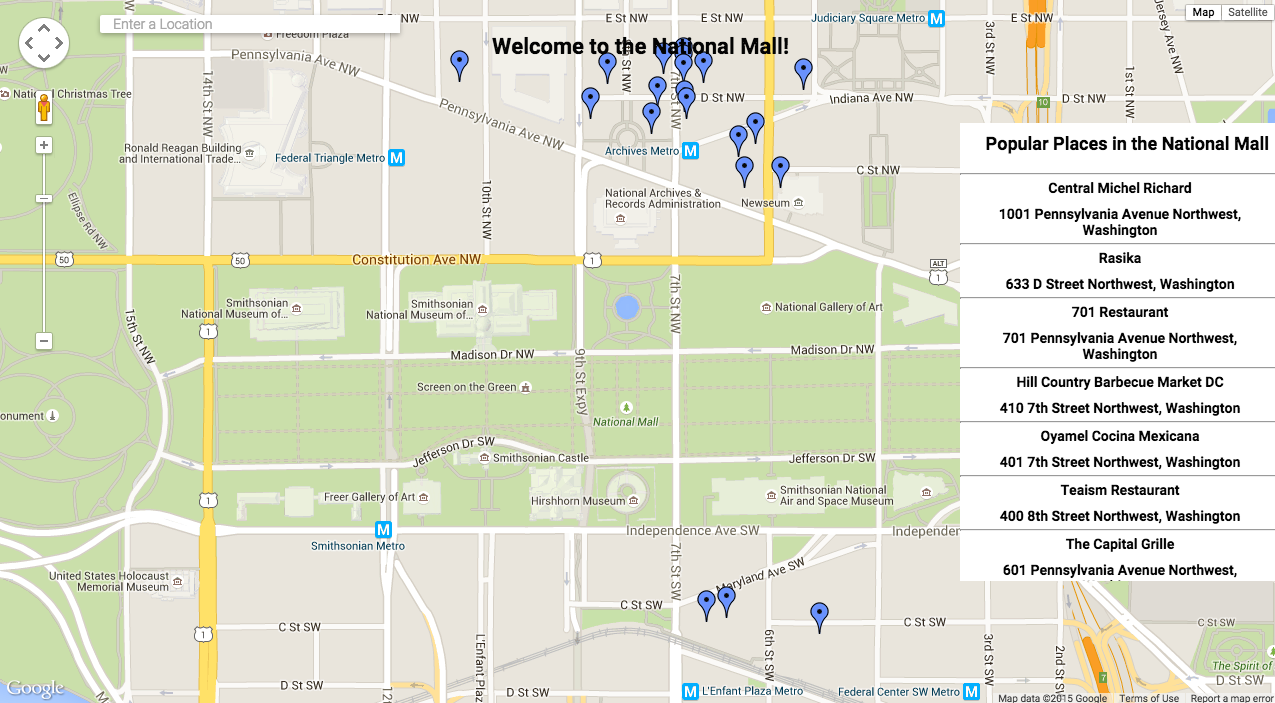 E St NW
E St NW
E St NW
Judiciary Square Metro
M
E St NW
Map
Satellite
Enter a Location
Freedom Plaza
Welcome to the National Mall!
Pennsylvania Ave NW
14th St NW
3rd St NW
1st St NW
Jersey Ave NW
National Christmas Tree
Pennsylvania Ave NW
7th St NW
D St NW
Indiana Ave NW
10
D St NW
Ronald Reagan Building
and International Trade...
Federal Triangle Metro
M
Archives Metro
M
C St NW
Popular Places in the National Mall
Central Michel Richard
1001 Pennsylvania Avenue Northwest,
Washington
Rasika
633 D Street Northwest, Washington
701 Restaurant
701 Pennsylvania Avenue Northwest,
Washington
Hill Country Barbecue Market DC
410 7th Street Northwest, Washington
Oyamel Cocina Mexicana
401 7th Street Northwest, Washington
Teaism Restaurant
400 8th Street Northwest, Washington
The Capital Grille
601 Pennsylvania Avenue Northwest,
Ellipse Rd NW
10th St NW
National Archives &
Records Administration
Newseum
50
50
Constitution Ave NW
1
ALT
1
Smithsonian
National Museum of...
Smithsonian
National Museum of...
7th St NW
National Gallery of Art
15th St NW
1
Madison Dr NW
Madison Dr NW
9th St Expy
Screen on the Green
onument
National Mall
Jefferson Dr SW
Smithsonian Castle
Jefferson Dr SW
1
Freer Gallery of Art
Hirshhorn Museum
Smithsonian National
Air and Space Museum
M
Smithsonian Metro
Independence Ave SW
Independen
7th St SW
United States Holocaust
Memorial Museum
Maryland Ave SW
C St SW
1
C St SW
C St SW
C St SW
L'Enfant Plaz
6th St SW
3rd St SW
2nd
The Spirit of
D St SW
7
D St SW
D St SW
M
L'Enfant Plaza Metro
Federal Center SW Metro
M
12
Google
Map data ©2015 Google
Terms of Use
Report a map error